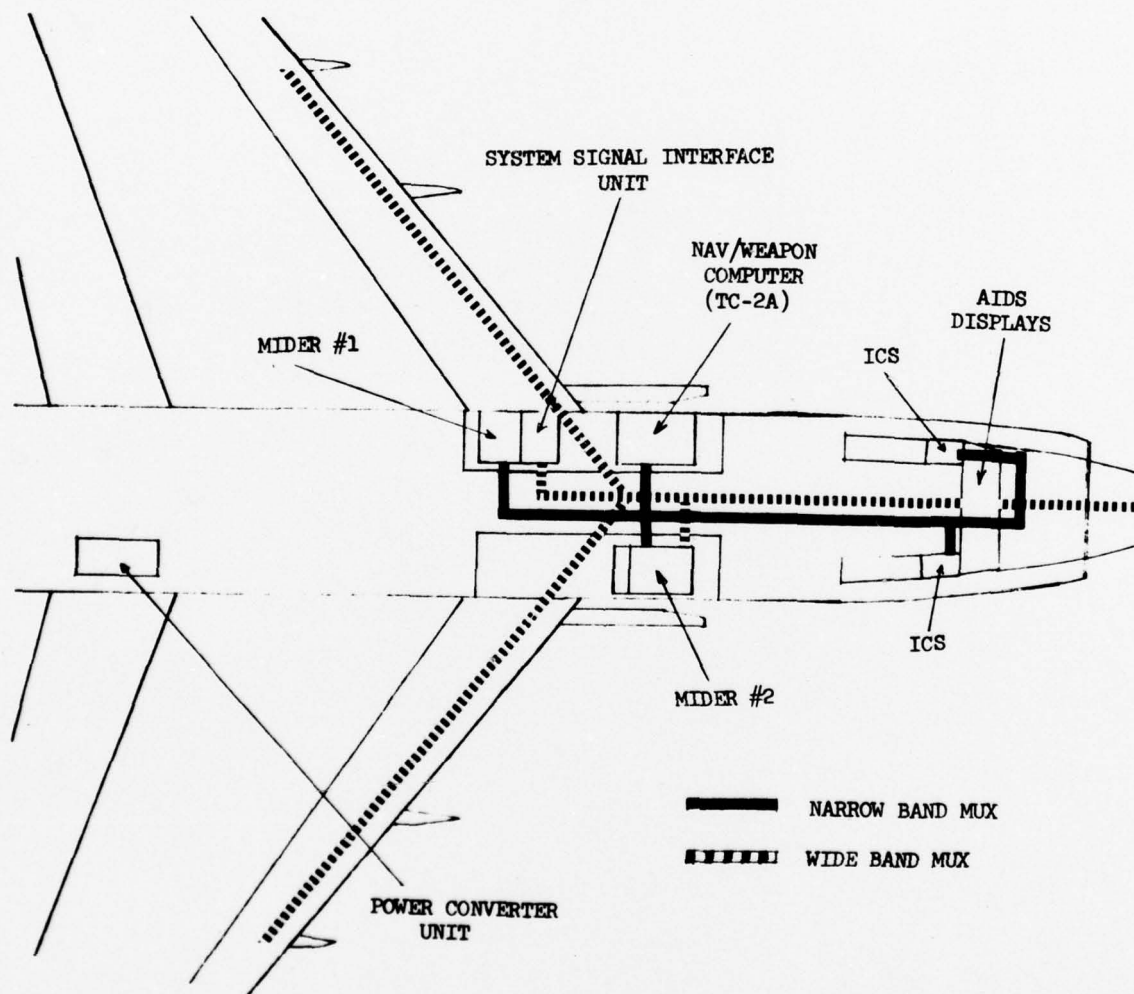 SYSTEM SIGNAL INTERFACE
UNIT
NAV/WEAPON
COMPUTER
(TC-2A)
AIDS
DISPLAYS
MIDER #1
ICS
ICS
MIDER #2
NARROW BAND MUX
WIDE BAND MUX
POWER CONVERTER
UNIT